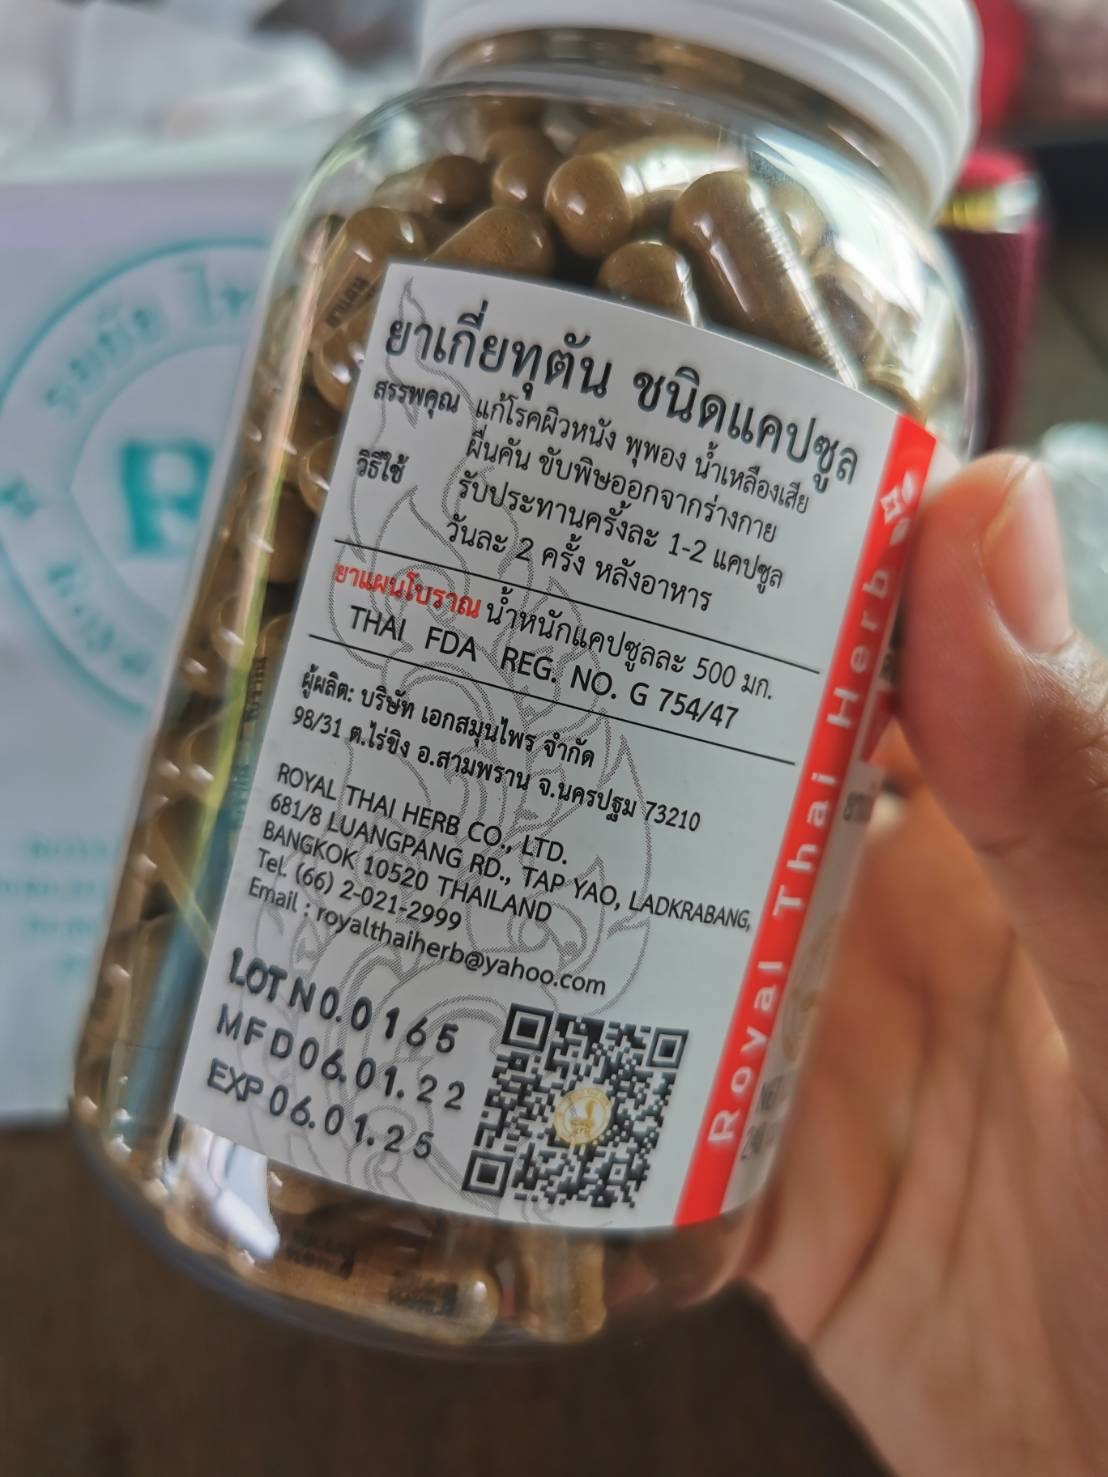 ยาเกี่ยทุตัน ชนิดแคปซูล
สรรพคุณ แก้โรคผิวหนัง พุพอง น้ำเหลืองเสีย
ผื่นคัน ขับพิษออกจากร่างกาย
วิธีใช้ รับประทานครั้งละ 1-2 แคปซูล
วันละ 2 ครั้ง หลังอาหาร
ยาแผนโบราณ น้ำหนักแคปซูลละ 500 มก.
THAI FDA REG. NO. G 754/47
ผู้ผลิต: บริษัท เอกสมุนไพร จำกัด
98/31 ต.ไร่ขิง อ.สามพราน จ.นครปฐม 73210
ROYAL THAI HERB CO., LTD.
681/8 LUANGPANG RD., TAP YAO, LADKRABANG,
BANGKOK 10520 THAILAND
Tel. (66) 2-021-2999
Email : royalthaiherb@yahoo.com
LOT NO. 0165
MFD 06.01.22
EXP 06.01.25
Royal Thai Herb